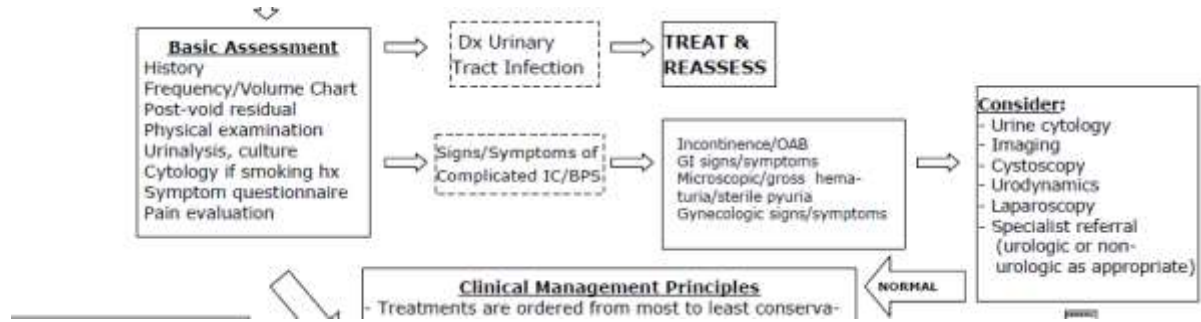 Basic Assessment
History
Frequency/Volume Chart
Post-void residual
Physical examination
Urinalysis, culture
Cytology if smoking hx
Symptom questionnaire
Pain evaluation
Dx Urinary
Tract Infection
TREAT &
REASSESS
Signs/Symptoms of
Complicated IC/BPS
Incontinence/OAB
GI signs/symptoms
Microscopic/gross hema-
turia/sterile pyuria
Gynecologic signs/symptoms
Consider:
- Urine cytology
- Imaging
- Cystoscopy
- Urodynamics
- Laparoscopy
- Specialist referral
(urologic or non-
urologic as appropriate)
NORMAL
Clinical Management Principles
- Treatments are ordered from most to least conserva-